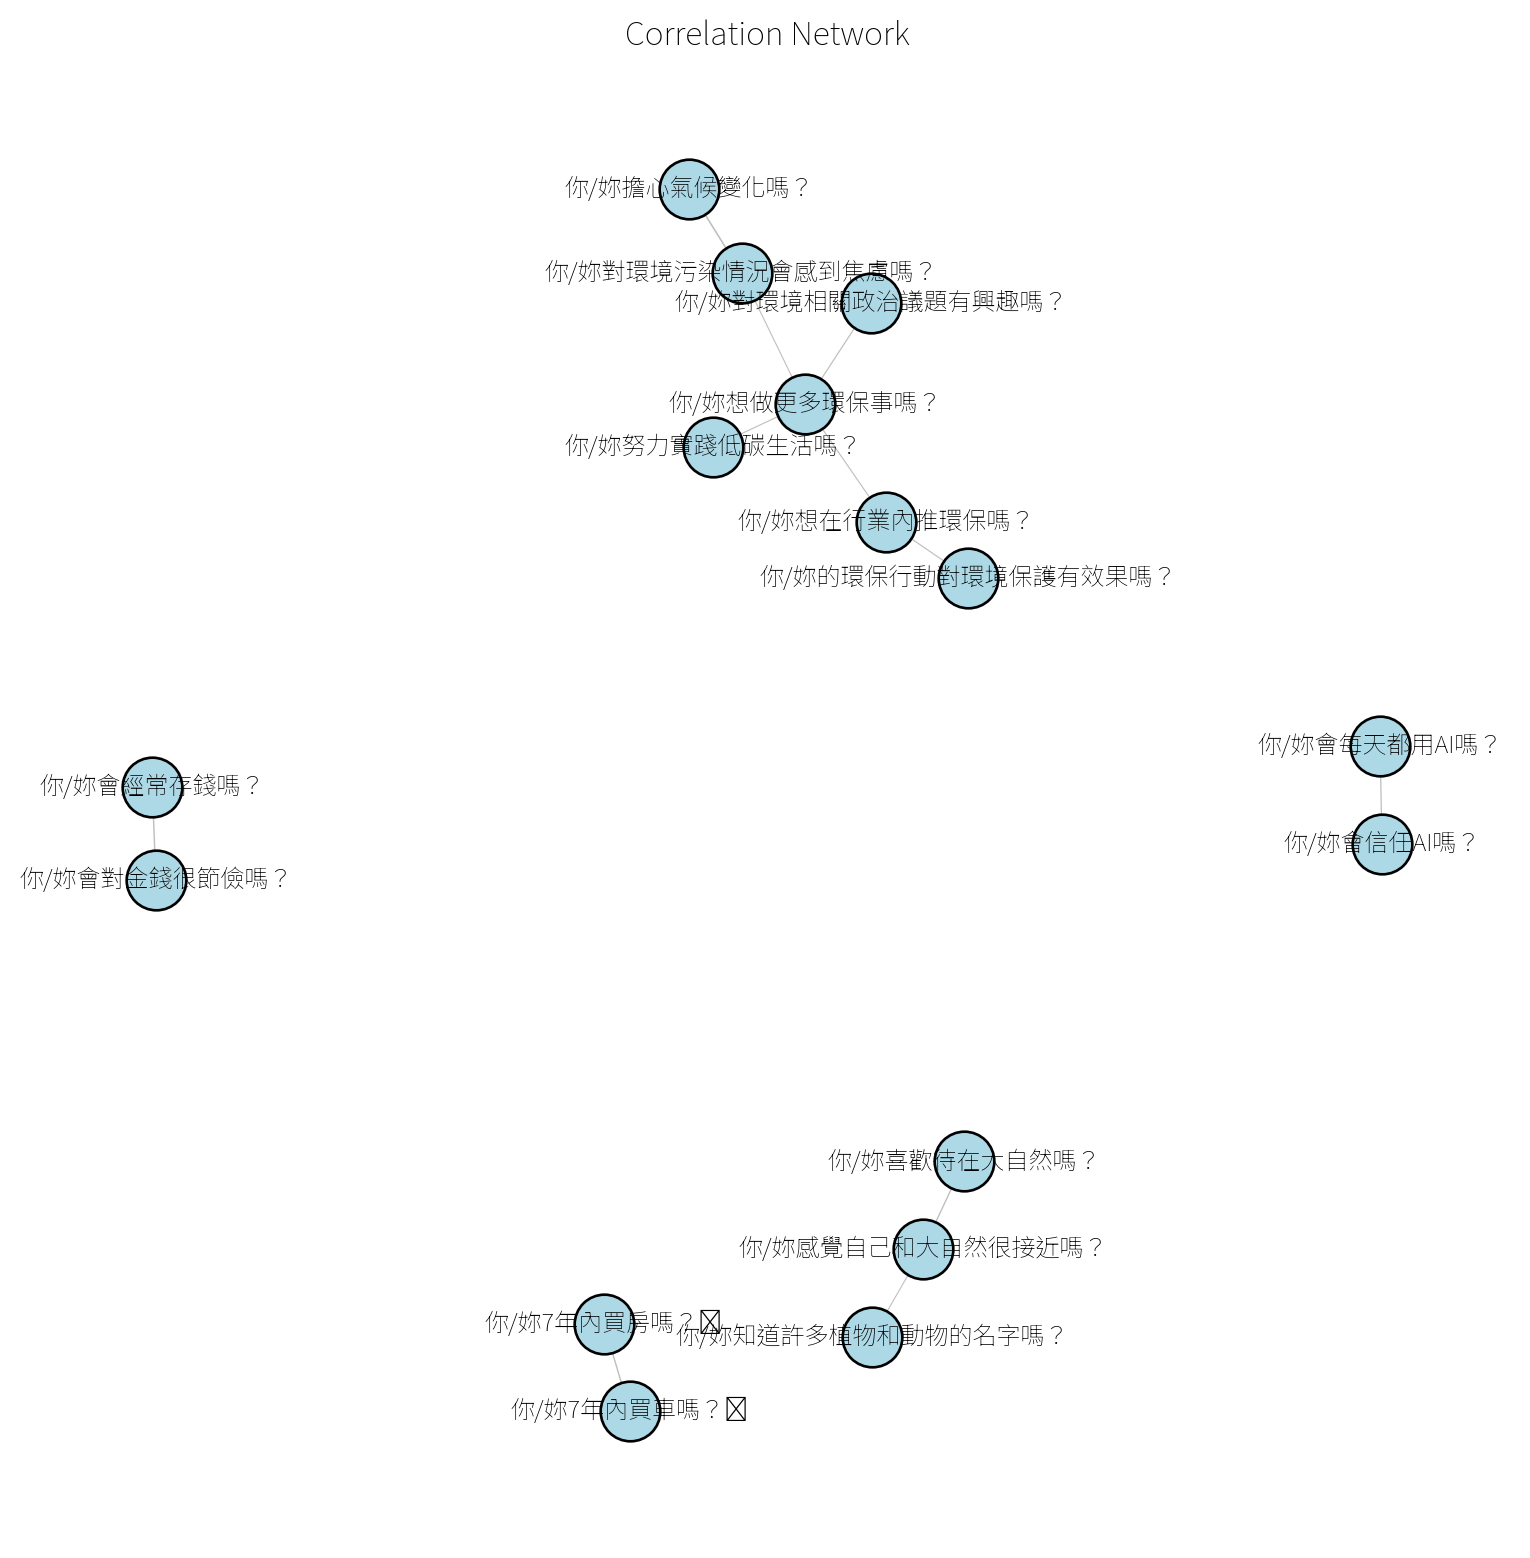 Correlation Network
你/妳擔心氣候變化嗎？
你/妳對環境污染情況會感到焦慮嗎？
你/妳對環境相關政治議題有興趣嗎？
你/妳想做更多環保事嗎？
你/妳努力實踐低碳生活嗎？
你/妳想在行業內推環保嗎？
你/妳的環保行動對環境保護有效果嗎？
你/妳會每天都用AI嗎？
你/妳會經常存錢嗎？
你/妳會信任AI嗎？
你/妳會對金錢很節儉嗎？
你/妳喜歡待在大自然嗎？
你/妳感覺自己和大自然很接近嗎？
你/妳7年內買房嗎？
你/妳知道許多植物和動物的名字嗎？
你/妳7年內買車嗎？